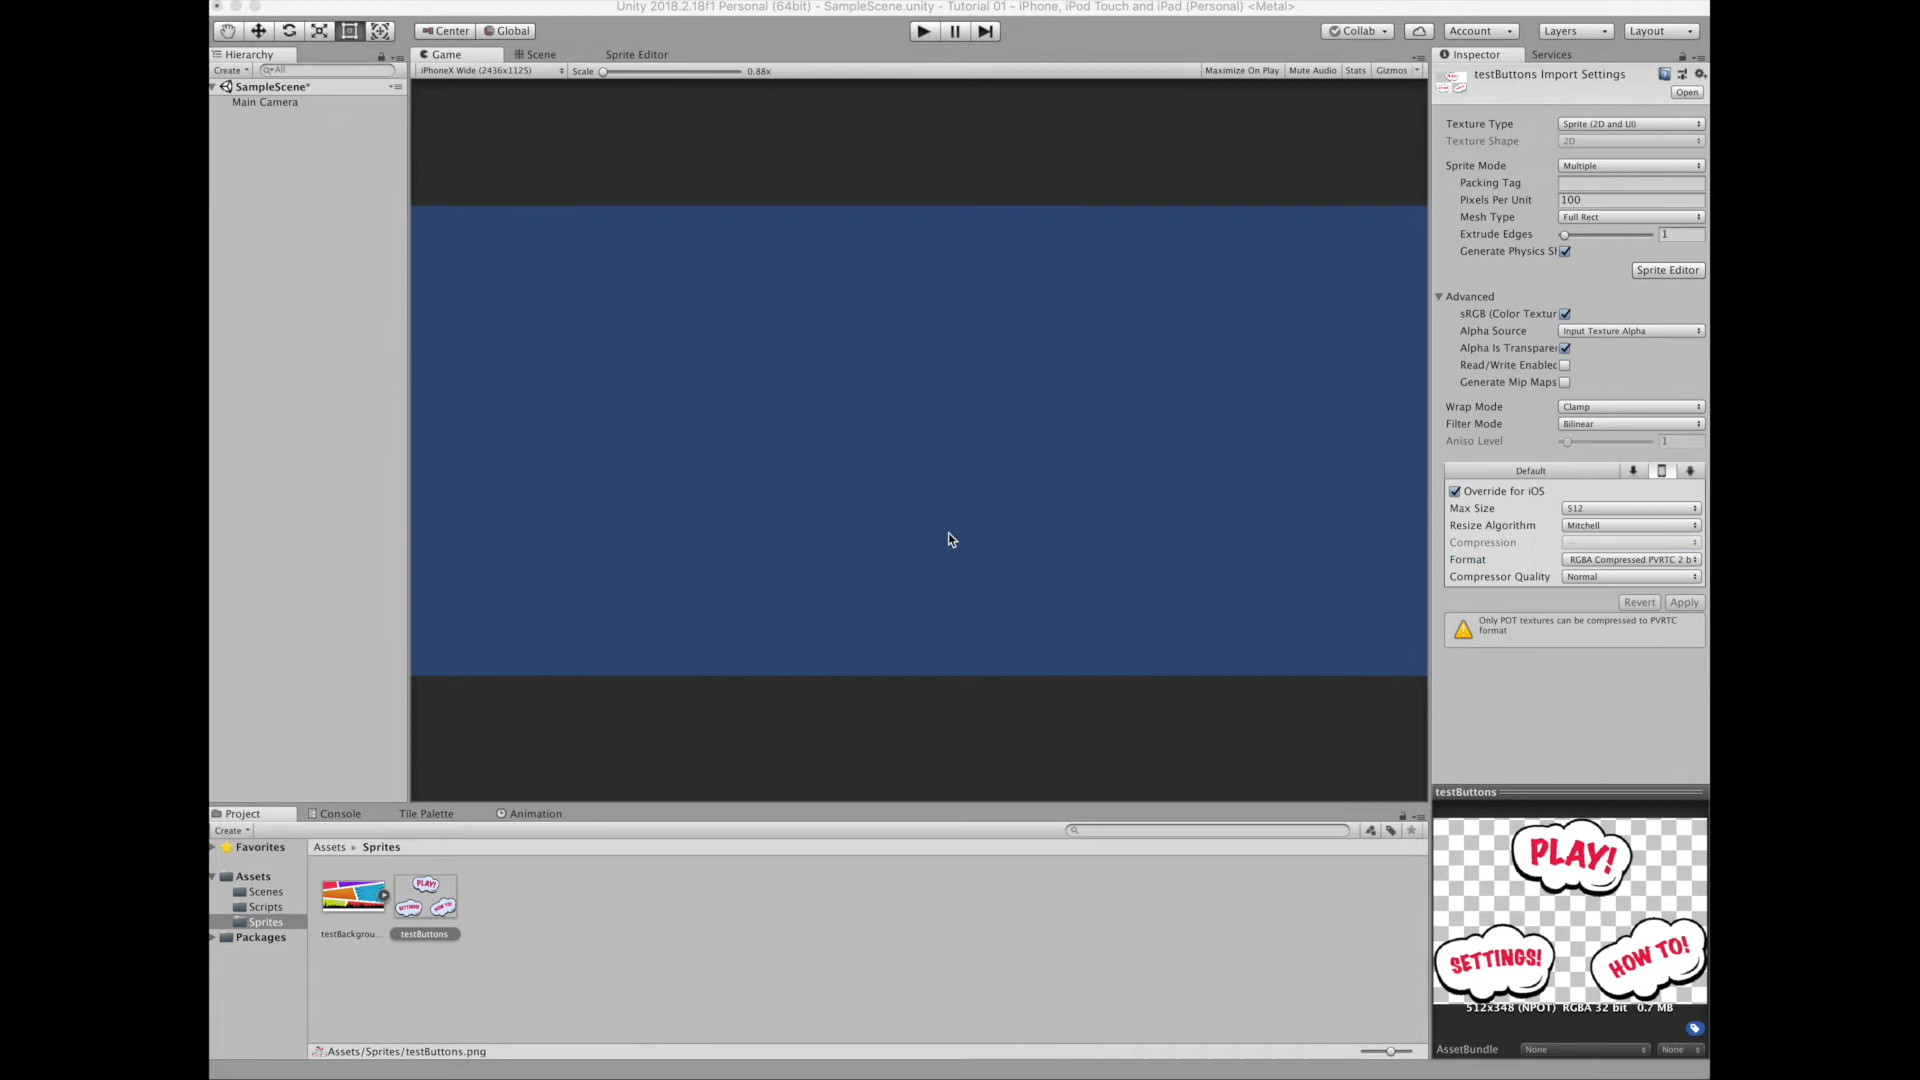 Unity 2018.2.18f1 Personal (64bit) - SampleScene.unity - Tutorial 01 - iPhone, iPod Touch and iPad (Personal) <Metal>
Center Global Collab Account Layers Layout
Hierarchy
Create All
SampleScene*
Main Camera
Game Scene Sprite Editor
iPhoneX Wide (2436x1125) Scale 0.88x Maximize On Play Mute Audio Stats Gizmos
Inspector Services
testButtons Import Settings
Open
Texture Type Sprite (2D and UI)
Texture Shape 2D
Sprite Mode Multiple
Packing Tag
Pixels Per Unit 100
Mesh Type Full Rect
Extrude Edges 1
Generate Physics Sl
Sprite Editor
Advanced
sRGB (Color Textur
Alpha Source Input Texture Alpha
Alpha Is Transparer
Read/Write Enabled
Generate Mip Maps
Wrap Mode Clamp
Filter Mode Bilinear
Aniso Level 1
Default
Override for iOS
Max Size 512
Resize Algorithm Mitchell
Compression
Format RGBA Compressed PVRTC 2 b
Compressor Quality Normal
Revert Apply
Only POT textures can be compressed to PVRTC
format
testButtons
PLAY!
SETTINGS! HOW TO!
512x348 (NPOT) RGBA 32 bit 0.7 MB
AssetBundle None None
Project Console Tile Palette Animation
Create
Favorites
Assets
Scenes
Scripts
Sprites
Packages
Assets Sprites
PLAY!
SETTINGS! HOW TO!
testBackgrou... testButtons
Assets/Sprites/testButtons.png